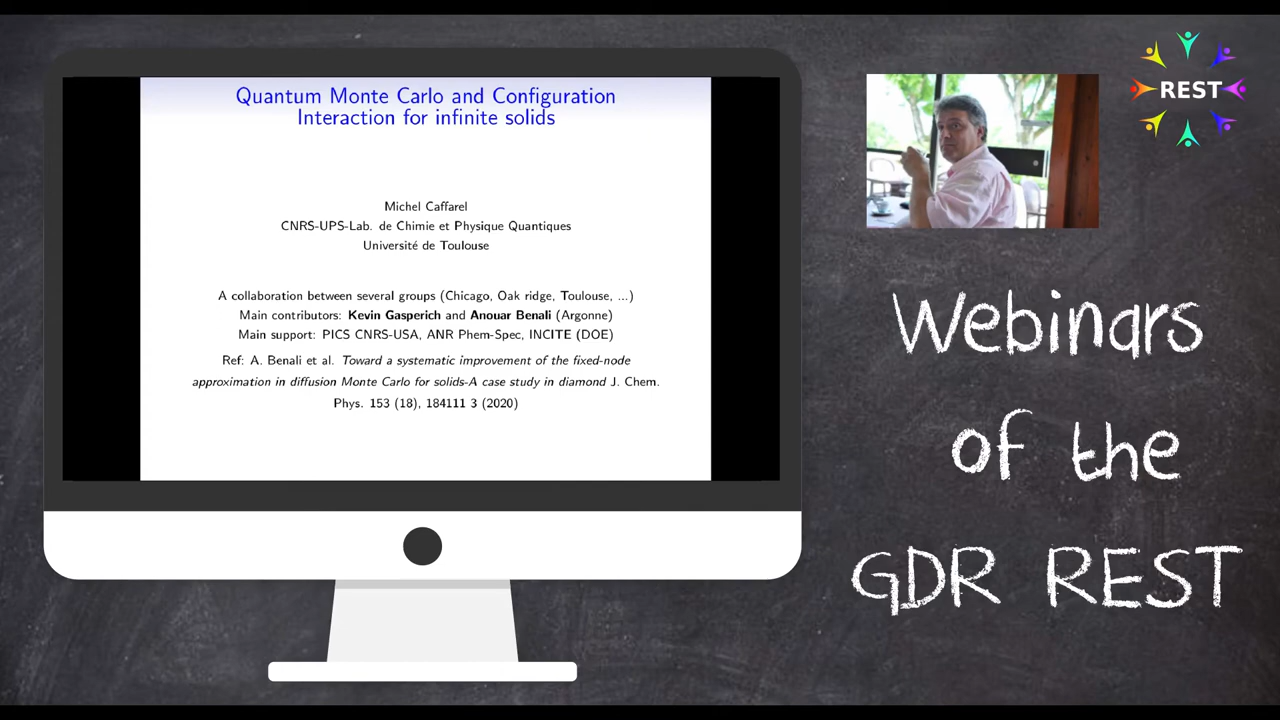 Quantum Monte Carlo and Configuration
Interaction for infinite solids
Michel Caffarel
CNRS-UPS-Lab. de Chimie et Physique Quantiques
Université de Toulouse
A collaboration between several groups (Chicago, Oak ridge, Toulouse, ...)
Main contributors: Kevin Gasperich and Anouar Benali (Argonne)
Main support: PICS CNRS-USA, ANR Phem-Spec, INCITE (DOE)
Ref: A. Benali et al. Toward a systematic improvement of the fixed-node
approximation in diffusion Monte Carlo for solids-A case study in diamond J. Chem.
Phys. 153 (18), 184111 3 (2020)
REST
Webinars
of the
GDR REST